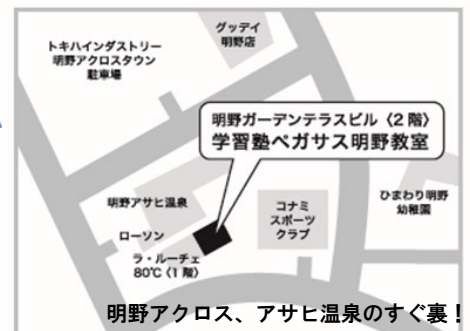 グッデイ
明野店
トキハインダストリー
明野アクロスタウン
駐車場
明野ガーデンテラスビル〈2階〉
学習塾ペガサス明野教室
明野アサヒ温泉
コナミ
スポーツ
クラブ
ひまわり明野
幼稚園
ローソン
ラ・ルーチェ
80℃〈1階〉
明野アクロス、アサヒ温泉のすぐ裏！